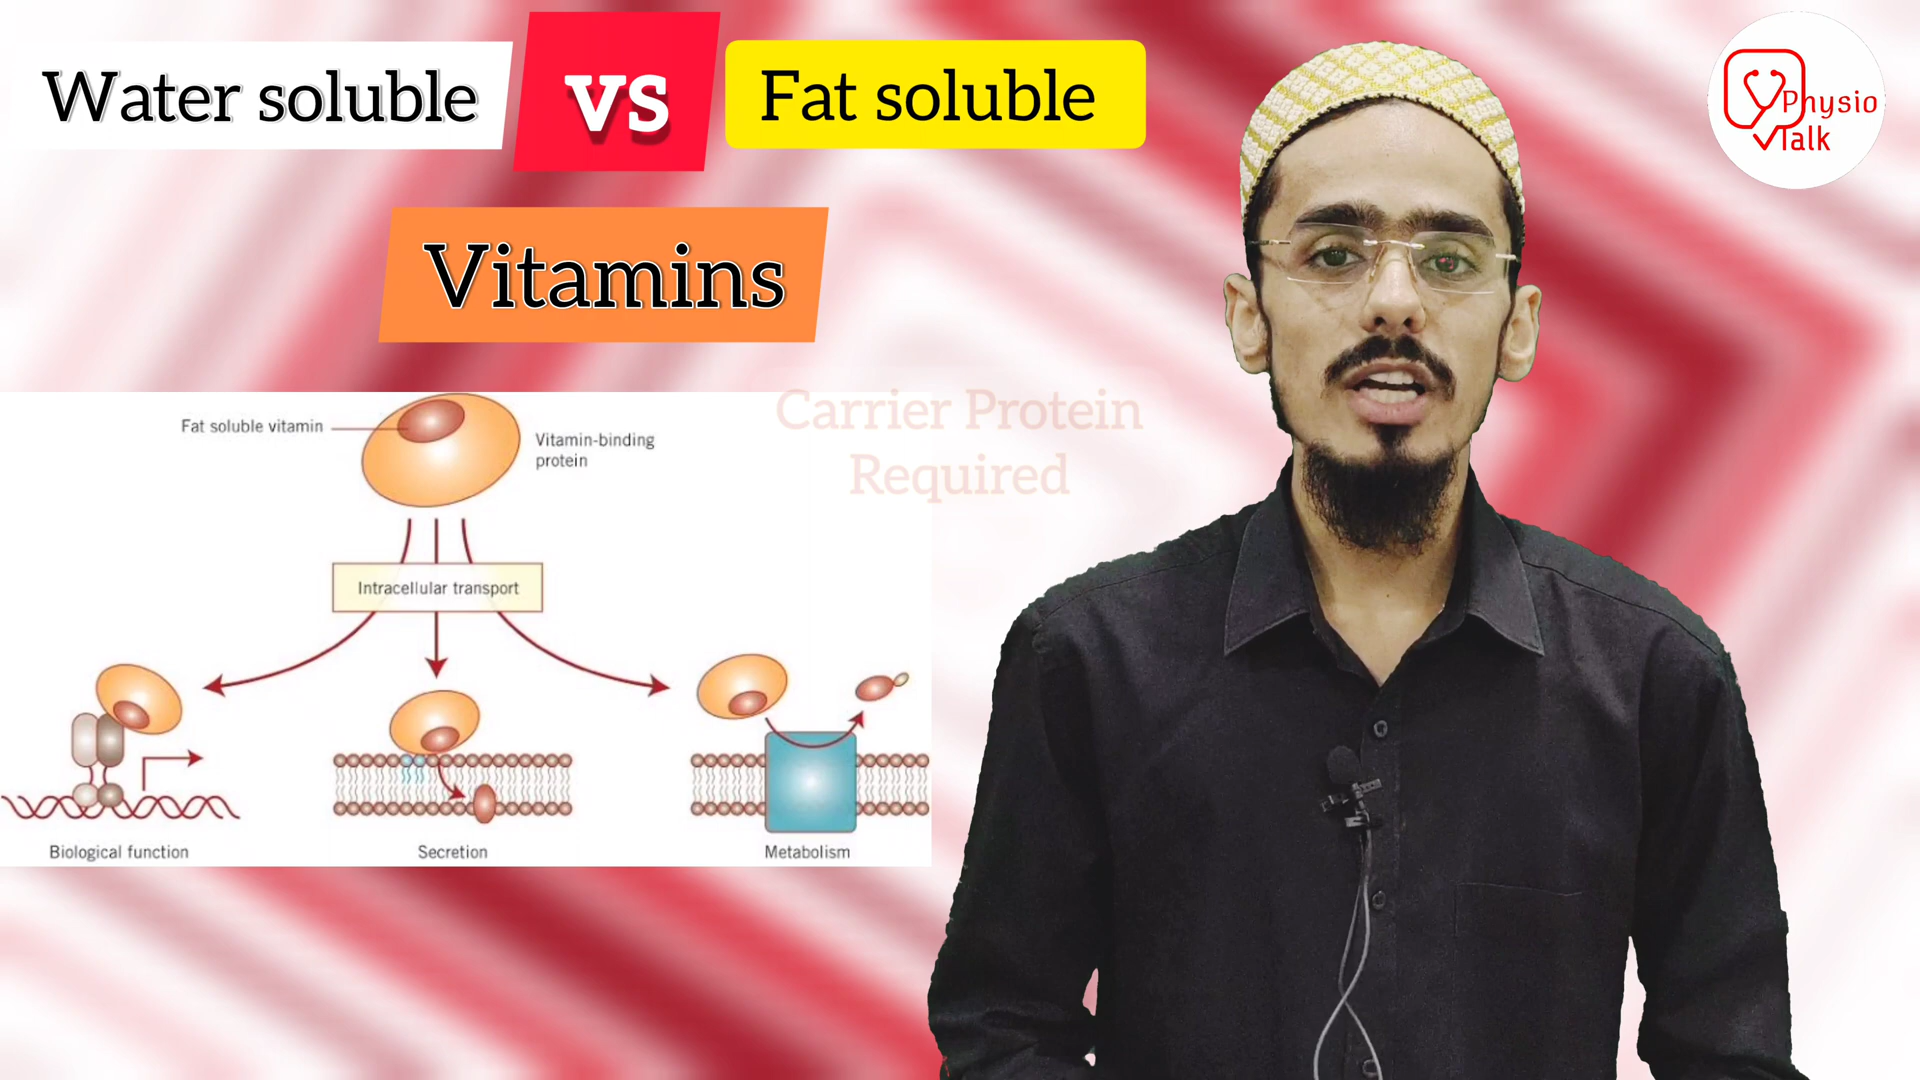 Water soluble
vs
Fat soluble
Vitamins
Physio
Talk
Carrier Protein
Required
Fat soluble vitamin
Vitamin-binding
protein
Intracellular transport
Biological function
Secretion
Metabolism